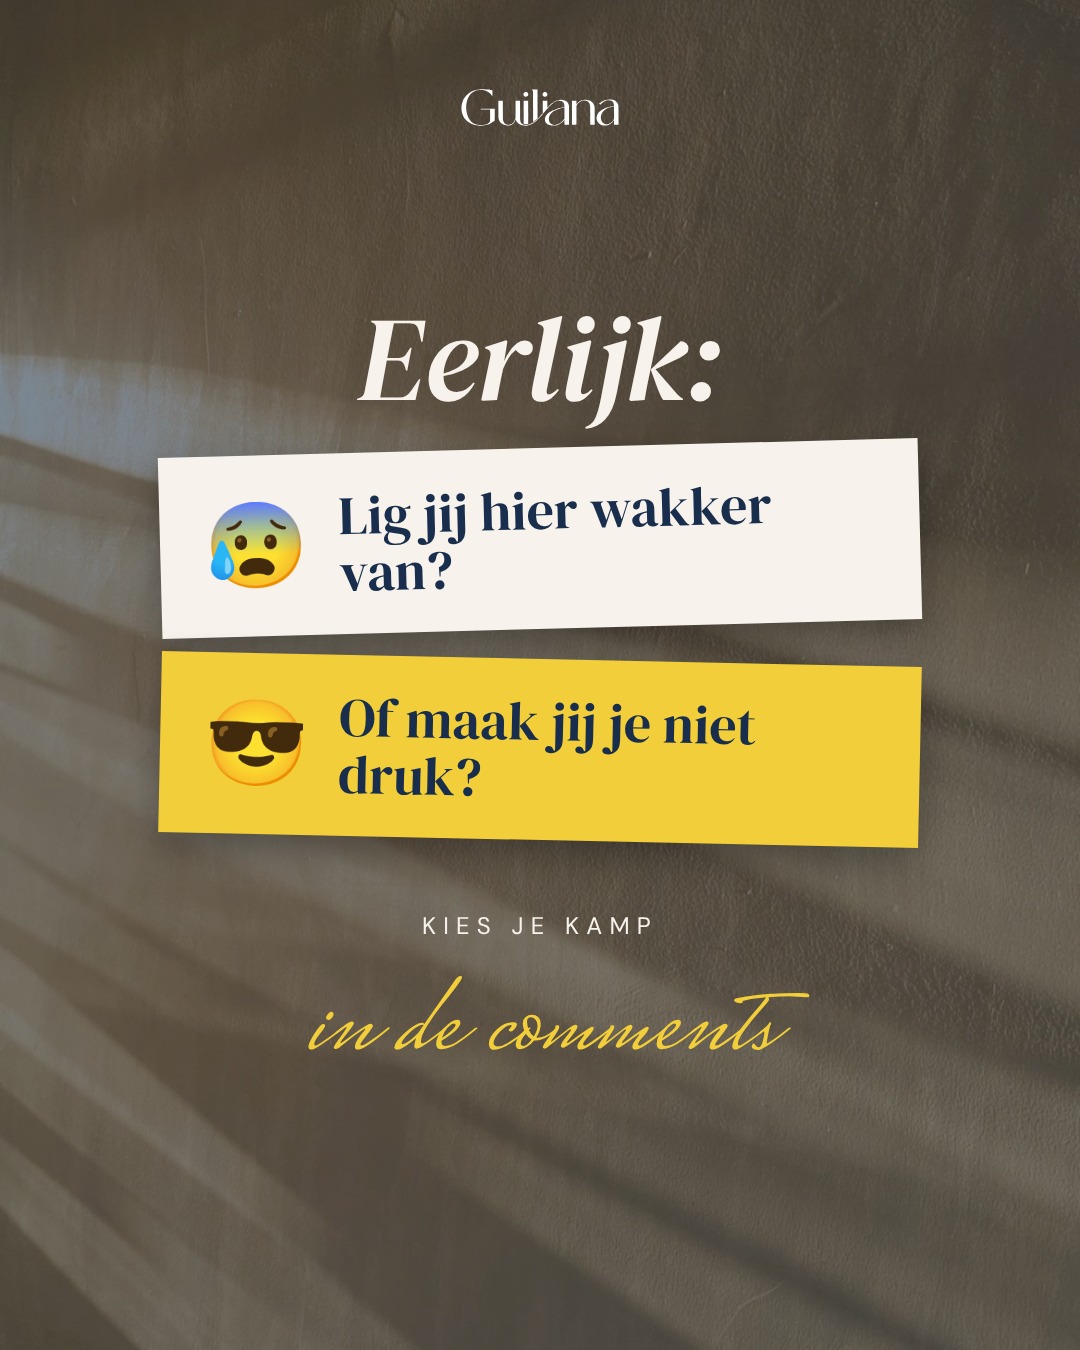 Guiliana
Eerlijk:
Lig jij hier wakker
van?
Of maak jij je niet
druk?
KIES JE KAMP
in de comments